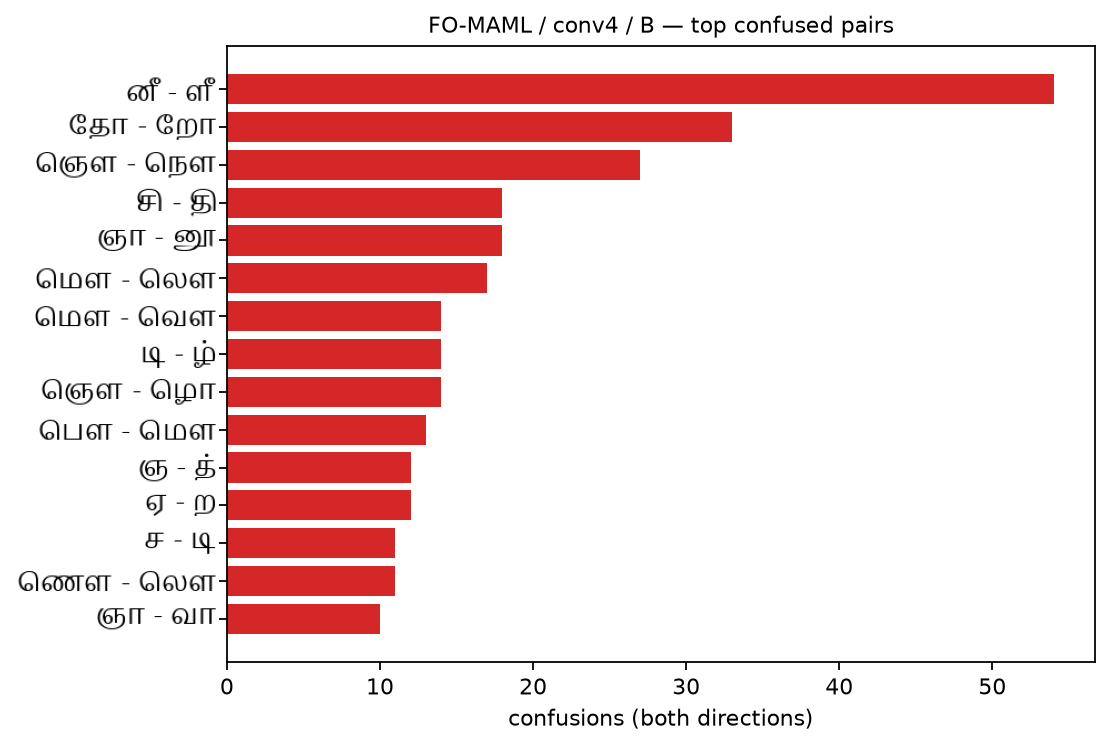 FO-MAML / conv4 / B — top confused pairs
னீ - ளீ
தோ - றோ
ஞௌ - நௌ
சி - தி
ஞா - னூ
மௌ - லௌ
மௌ - வௌ
டி - ழ்
ஞௌ - ழொ
பௌ - மௌ
ஞ - த்
ஏ - ற
ச - டி
ணௌ - லௌ
ஞா - வா
0 10 20 30 40 50
confusions (both directions)